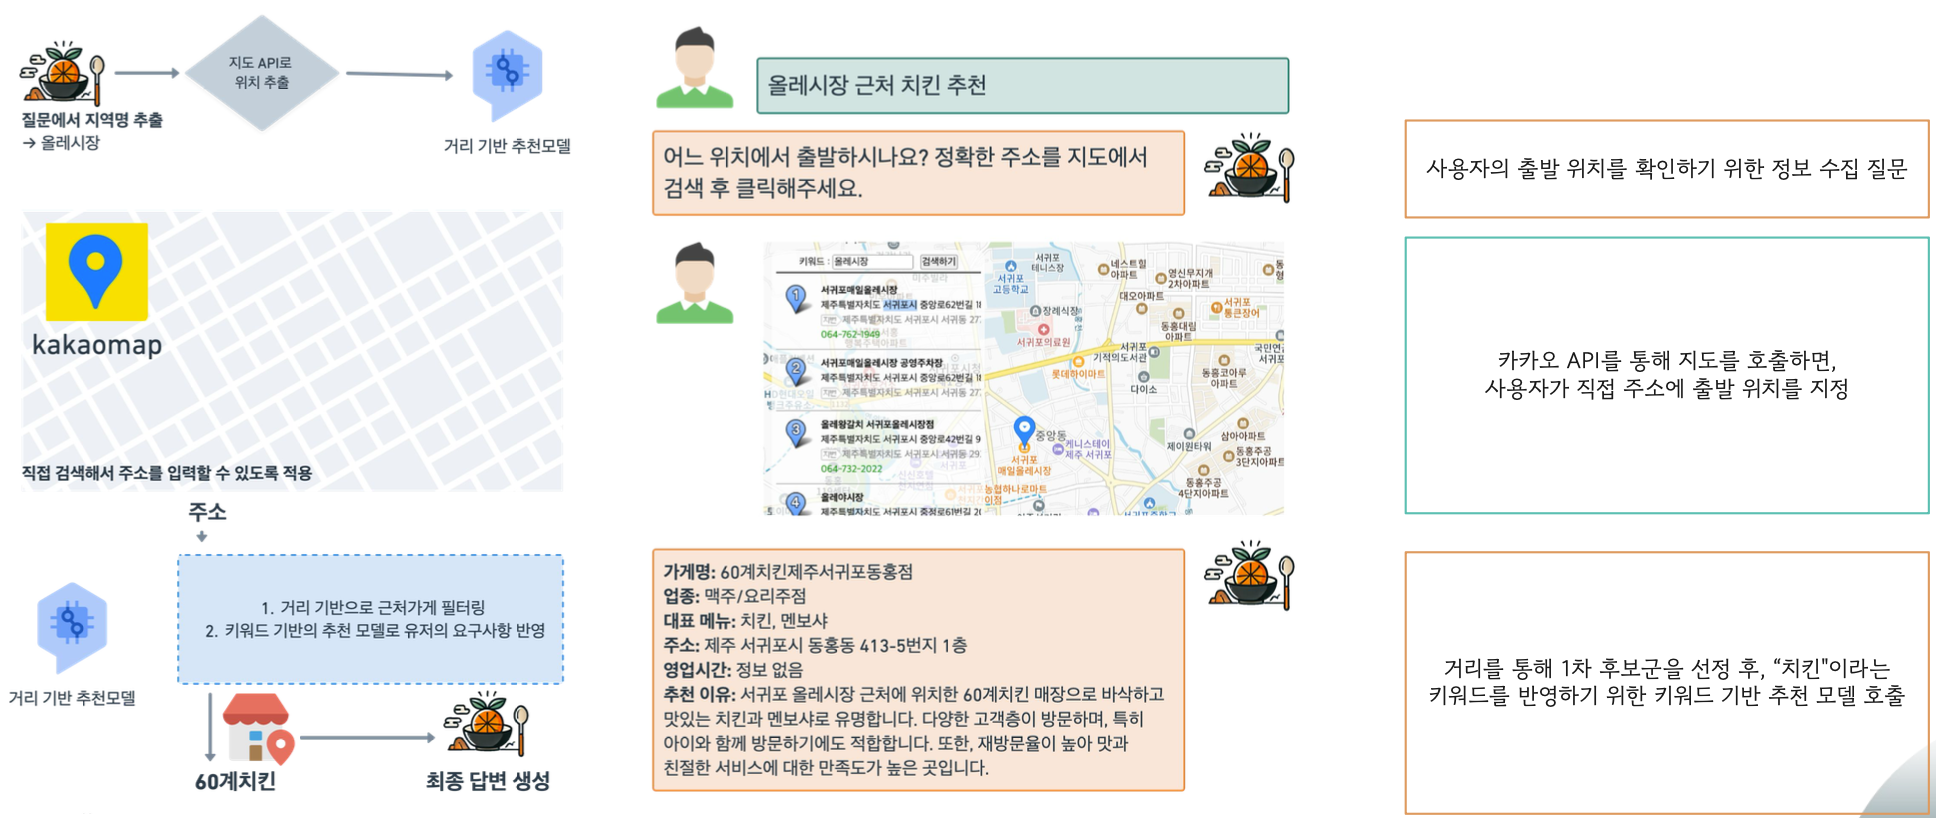 지도 API로
위치 추출
질문에서 지역명 추출
→ 올레시장
거리 기반 추천모델
kakaomap
직접 검색해서 주소를 입력할 수 있도록 적용
주소
1. 거리 기반으로 근처가게 필터링
2. 키워드 기반의 추천 모델로 유저의 요구사항 반영
거리 기반 추천모델
60계치킨
최종 답변 생성
올레시장 근처 치킨 추천
어느 위치에서 출발하시나요? 정확한 주소를 지도에서
검색 후 클릭해주세요.
키워드 : 올레시장 검색하기
1
서귀포매일올레시장
제주특별자치도 서귀포시 중앙로62번길
지번 제주특별자치도 서귀포시 서귀동 27
064-762-1949
2
서귀포매일올레시장 공영주차장
제주특별자치도 서귀포시 중앙로62번길
지번 제주특별자치도 서귀포시 서귀동 277
3
올레왕갈치 서귀포올레시장점
제주특별자치도 서귀포시 중앙로42번길 9
지번 제주특별자치도 서귀포시 서귀동 29
064-732-2022
4
올레야시장
제주특별자치도 서귀포시 중정로61번길
서귀포
테니스장
서귀포
고등학교
네스트힐
아파트
영신무지개
2차아파트
대오아파트
서귀포
통큰장어
장례식장
서귀포의료원
동홍대림
아파트
서귀포
기적의도서관
롯데하이마트
다이소
동홍코아루
아파트
중앙동
서귀포
매일올레시장
케니스테이
제주 서귀포
제이원타워
삼아아파트
동홍주공
3단지아파트
동홍주공
4단지아파트
농협하나로마트
가게명: 60계치킨제주서귀포동홍점
업종: 맥주/요리주점
대표 메뉴: 치킨, 멘보샤
주소: 제주 서귀포시 동홍동 413-5번지 1층
영업시간: 정보 없음
추천 이유: 서귀포 올레시장 근처에 위치한 60계치킨 매장으로 바삭하고
맛있는 치킨과 멘보샤로 유명합니다. 다양한 고객층이 방문하며, 특히
아이와 함께 방문하기에도 적합합니다. 또한, 재방문율이 높아 맛과
친절한 서비스에 대한 만족도가 높은 곳입니다.
사용자의 출발 위치를 확인하기 위한 정보 수집 질문
카카오 API를 통해 지도를 호출하면,
사용자가 직접 주소에 출발 위치를 지정
거리를 통해 1차 후보군을 선정 후, “치킨"이라는
키워드를 반영하기 위한 키워드 기반 추천 모델 호출